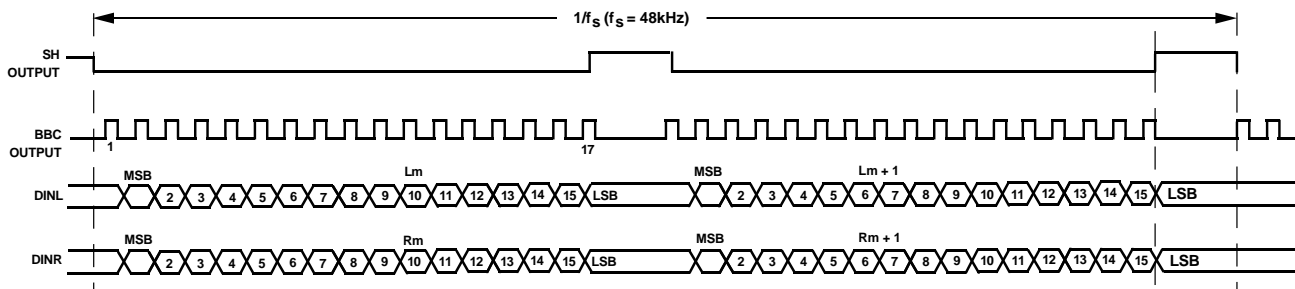 1/fS (fS = 48kHz)
SH
OUTPUT
BBC
OUTPUT
1
17
MSB
Lm
MSB
Lm + 1
DINL
2 3 4 5 6 7 8 9 10 11 12 13 14 15 LSB 2 3 4 5 6 7 8 9 10 11 12 13 14 15 LSB
MSB
Rm
MSB
Rm + 1
DINR
2 3 4 5 6 7 8 9 10 11 12 13 14 15 LSB 2 3 4 5 6 7 8 9 10 11 12 13 14 15 LSB